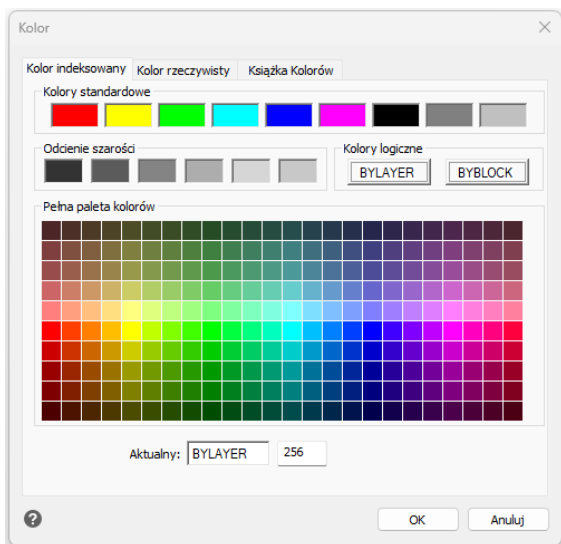 Kolor
Kolor indeksowany Kolor rzeczywisty Książka Kolorów
Kolory standardowe
Odcienie szarości Kolory logiczne
BYLAYER BYBLOCK
Pełna paleta kolorów
Aktualny: BYLAYER 256
? OK Anuluj